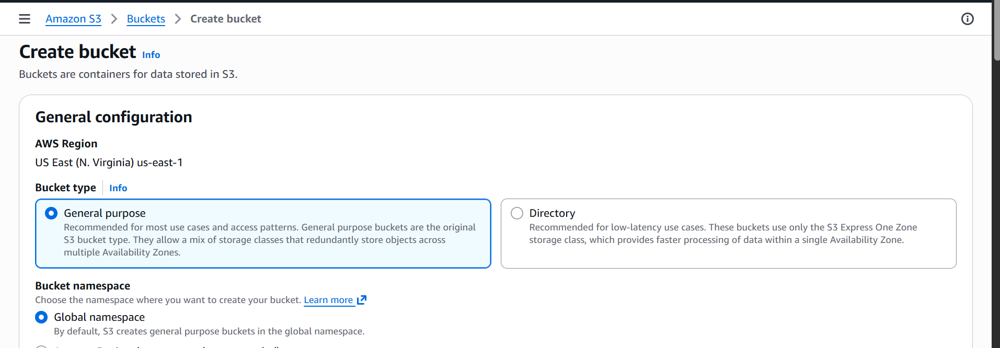 Amazon S3 > Buckets > Create bucket
Create bucket Info
Buckets are containers for data stored in S3.
General configuration
AWS Region
US East (N. Virginia) us-east-1
Bucket type Info
General purpose
Recommended for most use cases and access patterns. General purpose buckets are the original
S3 bucket type. They allow a mix of storage classes that redundantly store objects across
multiple Availability Zones.
Directory
Recommended for low-latency use cases. These buckets use only the S3 Express One Zone
storage class, which provides faster processing of data within a single Availability Zone.
Bucket namespace
Choose the namespace where you want to create your bucket. Learn more
Global namespace
By default, S3 creates general purpose buckets in the global namespace.